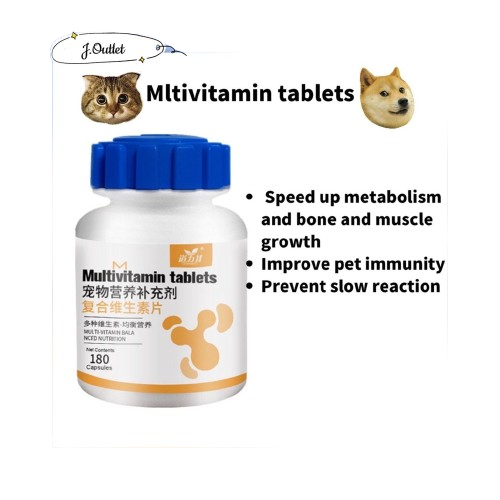 J.Outlet
Mltivitamin tablets
Speed up metabolism
and bone and muscle
growth
Improve pet immunity
Prevent slow reaction
M
Multivitamin tablets
宠物营养补充剂
复合维生素片
多种维生素·均衡营养
MULTI-VITAMIN BALA
NCED NUTRITION
Net Contents
180
Capsules